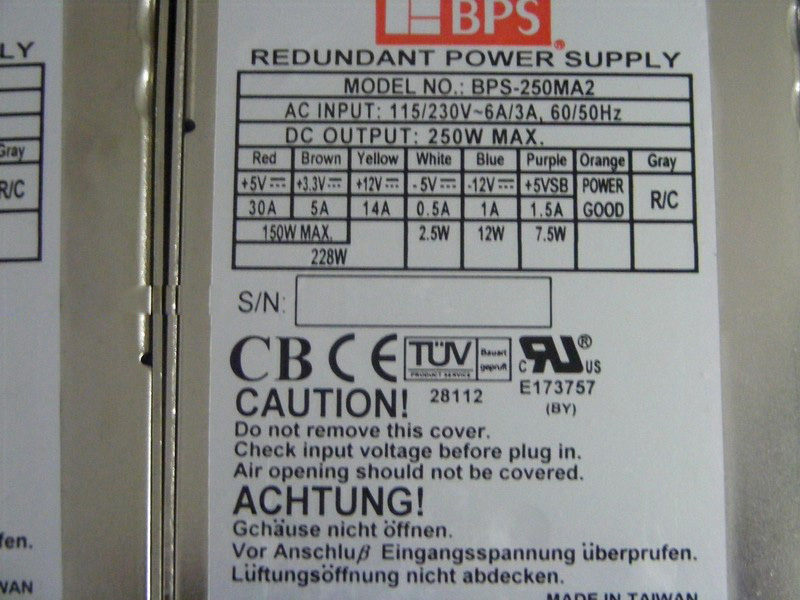 BPS
REDUNDANT POWER SUPPLY
MODEL NO.: BPS-250MA2
AC INPUT: 115/230V~6A/3A, 60/50Hz
DC OUTPUT: 250W MAX.
Red Brown Yellow White Blue Purple Orange Gray
+5V⎓ +3.3V⎓ +12V⎓ -5V⎓ -12V⎓ +5VSB POWER GOOD R/C
30A 5A 14A 0.5A 1A 1.5A
150W MAX. 2.5W 12W 7.5W
228W
S/N:
CB CE TÜV PRODUCT SERVICE Bauart geprüft c RU US ®
28112 E173757
(BY)
CAUTION!
Do not remove this cover.
Check input voltage before plug in.
Air opening should not be covered.
ACHTUNG!
Gchäuse nicht öffnen.
Vor Anschluβ Eingangsspannung überprufen.
Lüftungsöffnung nicht abdecken.
MADE IN TAIWAN
LY
Gray
R/C
fen.
WAN